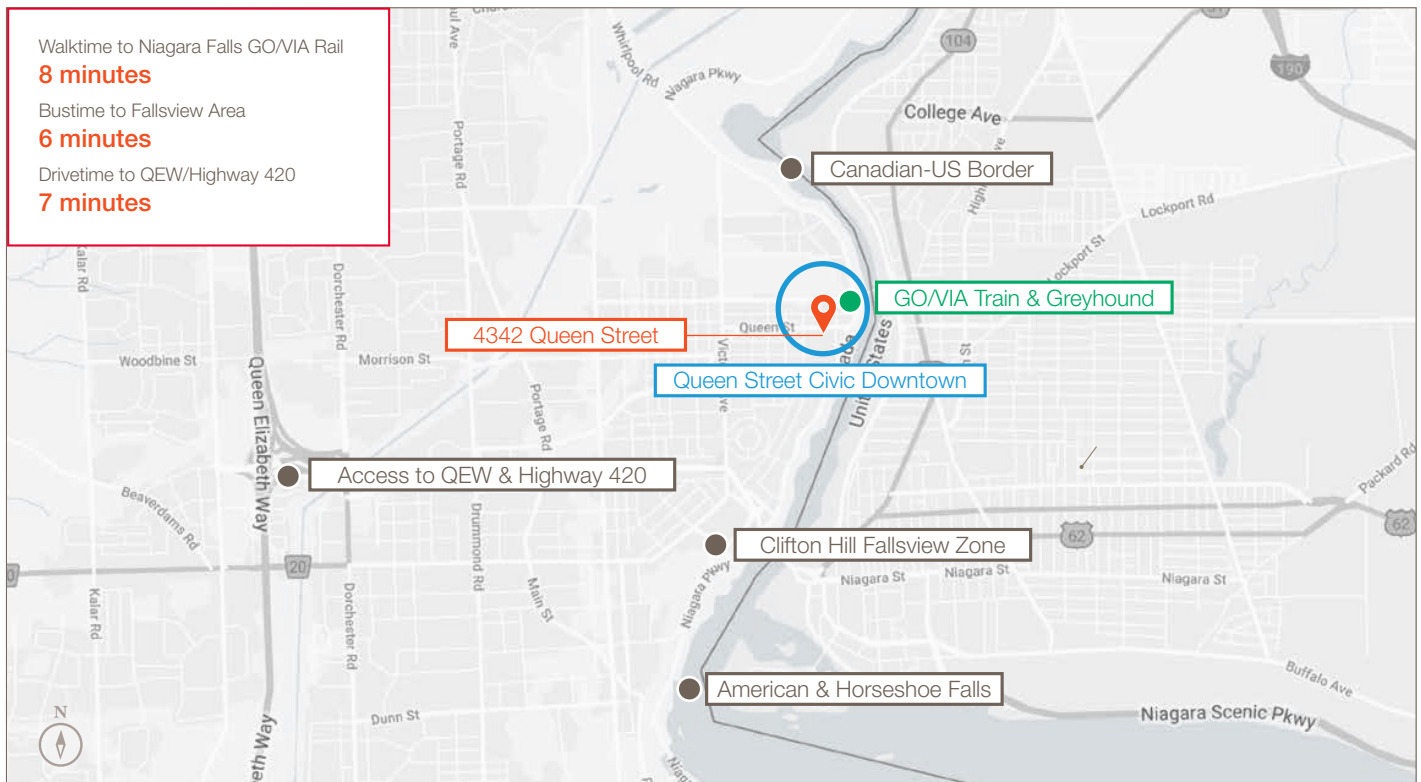 Walktime to Niagara Falls GO/VIA Rail
8 minutes
Bustime to Fallsview Area
6 minutes
Drivetime to QEW/Highway 420
7 minutes
Ave
Portage Rd
Whirlpool Rd
Niagara Pkwy
104
190
College Ave
Canadian-US Border
Lockport Rd
Lockport St
Kalar Rd
Dorchester Rd
GO/VIA Train & Greyhound
4342 Queen Street
Queen St
Woodbine St
Morrison St
Queen Street Civic Downtown
Queen Elizabeth Way
Portage Rd
Access to QEW & Highway 420
Beaverdams Rd
Drummond Rd
Packard Rd
62
62
Clifton Hill Fallsview Zone
20
Niagara St
Niagara St
Niagara St
Kalar Rd
Dorchester Rd
Main St
Niagara Pkwy
American & Horseshoe Falls
Buffalo Ave
Niagara Scenic Pkwy
Dunn St
N